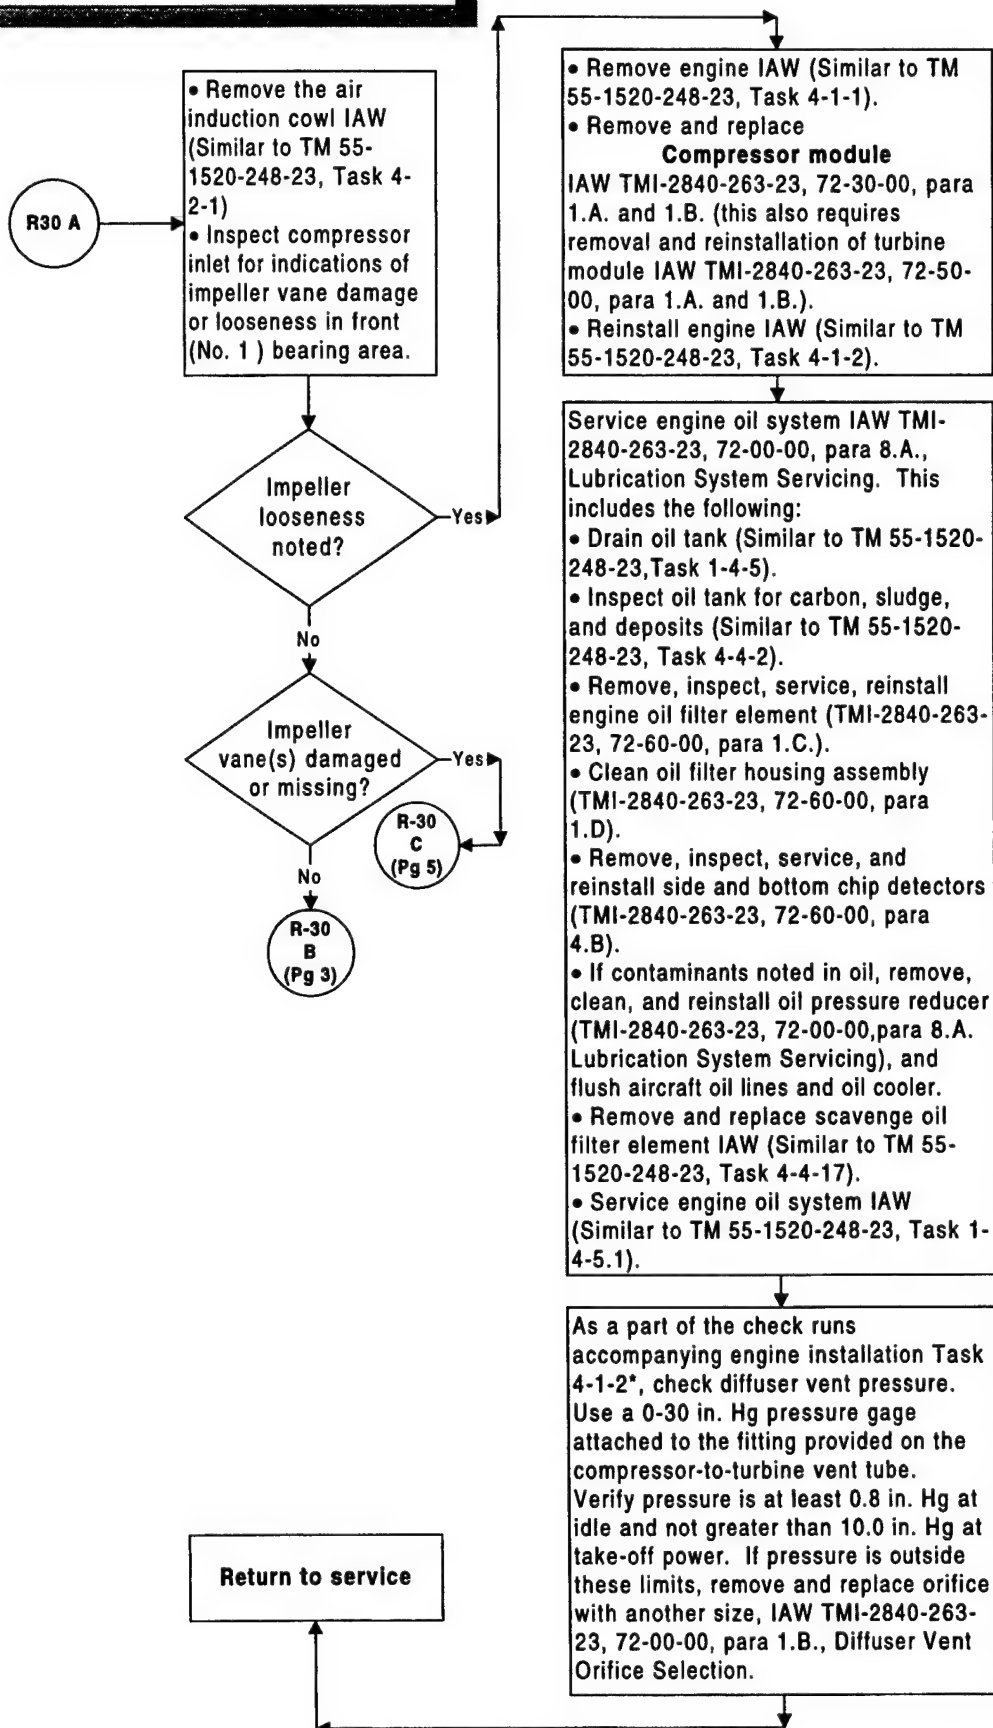 R30 A
• Remove the air
induction cowl IAW
(Similar to TM 55-
1520-248-23, Task 4-
2-1)
• Inspect compressor
inlet for indications of
impeller vane damage
or looseness in front
(No. 1 ) bearing area.
Impeller
looseness
noted?
Yes
No
Impeller
vane(s) damaged
or missing?
Yes
R-30
C
(Pg 5)
No
R-30
B
(Pg 3)
• Remove engine IAW (Similar to TM
55-1520-248-23, Task 4-1-1).
• Remove and replace
Compressor module
IAW TMI-2840-263-23, 72-30-00, para
1.A. and 1.B. (this also requires
removal and reinstallation of turbine
module IAW TMI-2840-263-23, 72-50-
00, para 1.A. and 1.B.).
• Reinstall engine IAW (Similar to TM
55-1520-248-23, Task 4-1-2).
Service engine oil system IAW TMI-
2840-263-23, 72-00-00, para 8.A.,
Lubrication System Servicing. This
includes the following:
• Drain oil tank (Similar to TM 55-1520-
248-23,Task 1-4-5).
• Inspect oil tank for carbon, sludge,
and deposits (Similar to TM 55-1520-
248-23, Task 4-4-2).
• Remove, inspect, service, reinstall
engine oil filter element (TMI-2840-263-
23, 72-60-00, para 1.C.).
• Clean oil filter housing assembly
(TMI-2840-263-23, 72-60-00, para
1.D).
• Remove, inspect, service, and
reinstall side and bottom chip detectors
(TMI-2840-263-23, 72-60-00, para
4.B).
• If contaminants noted in oil, remove,
clean, and reinstall oil pressure reducer
(TMI-2840-263-23, 72-00-00,para 8.A.
Lubrication System Servicing), and
flush aircraft oil lines and oil cooler.
• Remove and replace scavenge oil
filter element IAW (Similar to TM 55-
1520-248-23, Task 4-4-17).
• Service engine oil system IAW
(Similar to TM 55-1520-248-23, Task 1-
4-5.1).
As a part of the check runs
accompanying engine installation Task
4-1-2*, check diffuser vent pressure.
Use a 0-30 in. Hg pressure gage
attached to the fitting provided on the
compressor-to-turbine vent tube.
Verify pressure is at least 0.8 in. Hg at
idle and not greater than 10.0 in. Hg at
take-off power. If pressure is outside
these limits, remove and replace orifice
with another size, IAW TMI-2840-263-
23, 72-00-00, para 1.B., Diffuser Vent
Orifice Selection.
Return to service